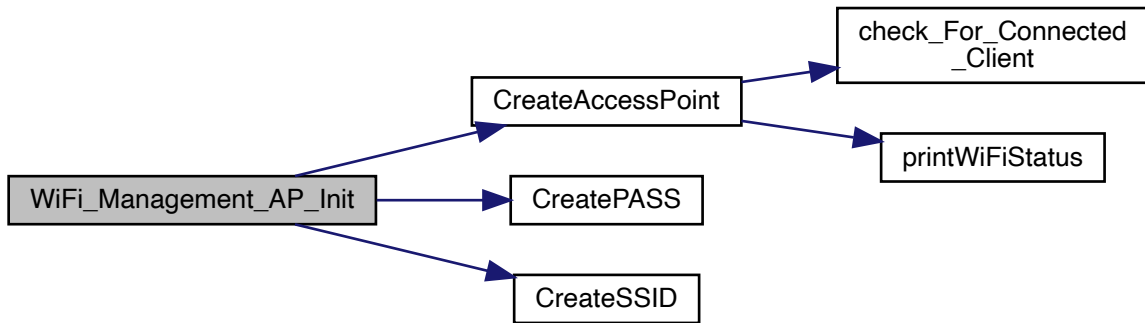 WiFi_Management_AP_Init
CreateAccessPoint
check_For_Connected
_Client
printWiFiStatus
CreatePASS
CreateSSID